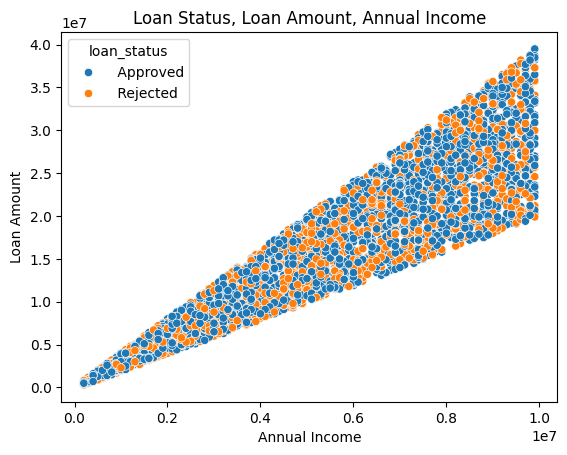 Loan Status, Loan Amount, Annual Income
1e7
4.0
3.5
3.0
2.5
2.0
1.5
1.0
0.5
0.0
Loan Amount
loan_status
Approved
Rejected
0.0 0.2 0.4 0.6 0.8 1.0
1e7
Annual Income